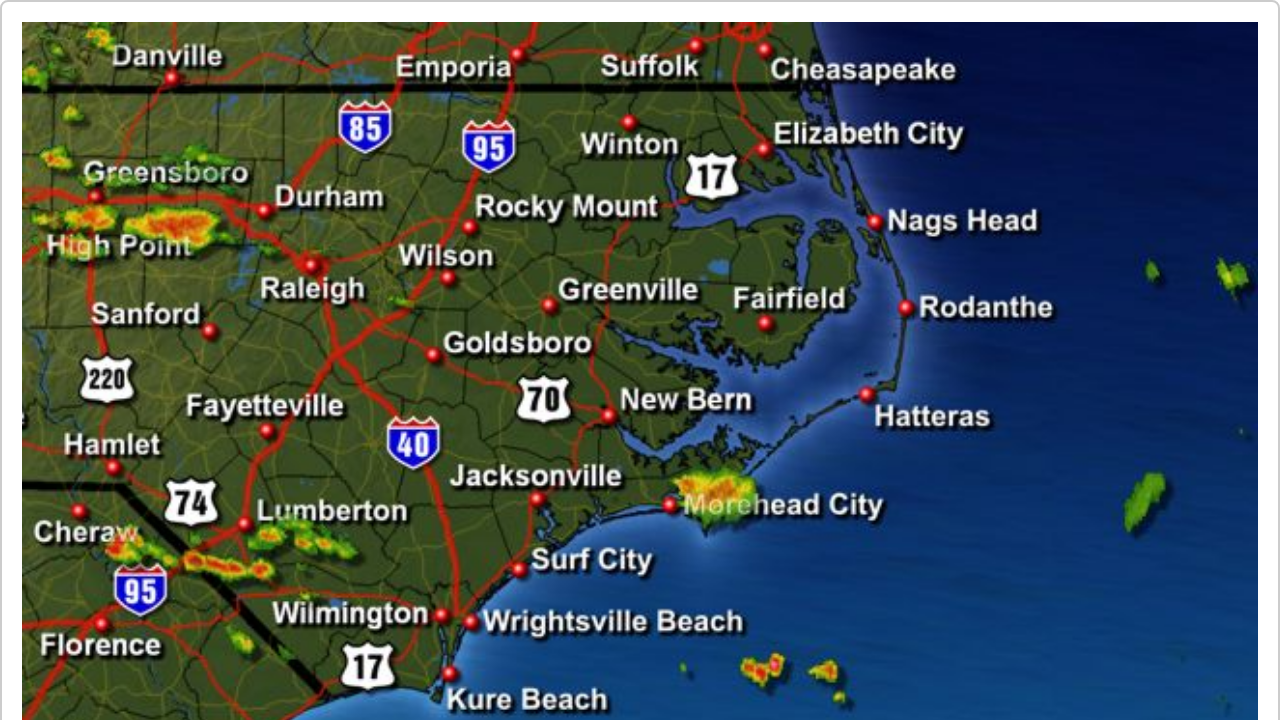 Danville
Emporia
Suffolk
Cheasapeake
85
95
Winton
Elizabeth City
17
Greensboro
Durham
Rocky Mount
Nags Head
High Point
Wilson
Raleigh
Greenville
Fairfield
Rodanthe
Sanford
Goldsboro
220
70
New Bern
Fayetteville
Hatteras
40
Hamlet
Jacksonville
74
Lumberton
Morehead City
Cheraw
Surf City
95
Wilmington
Wrightsville Beach
Florence
17
Kure Beach